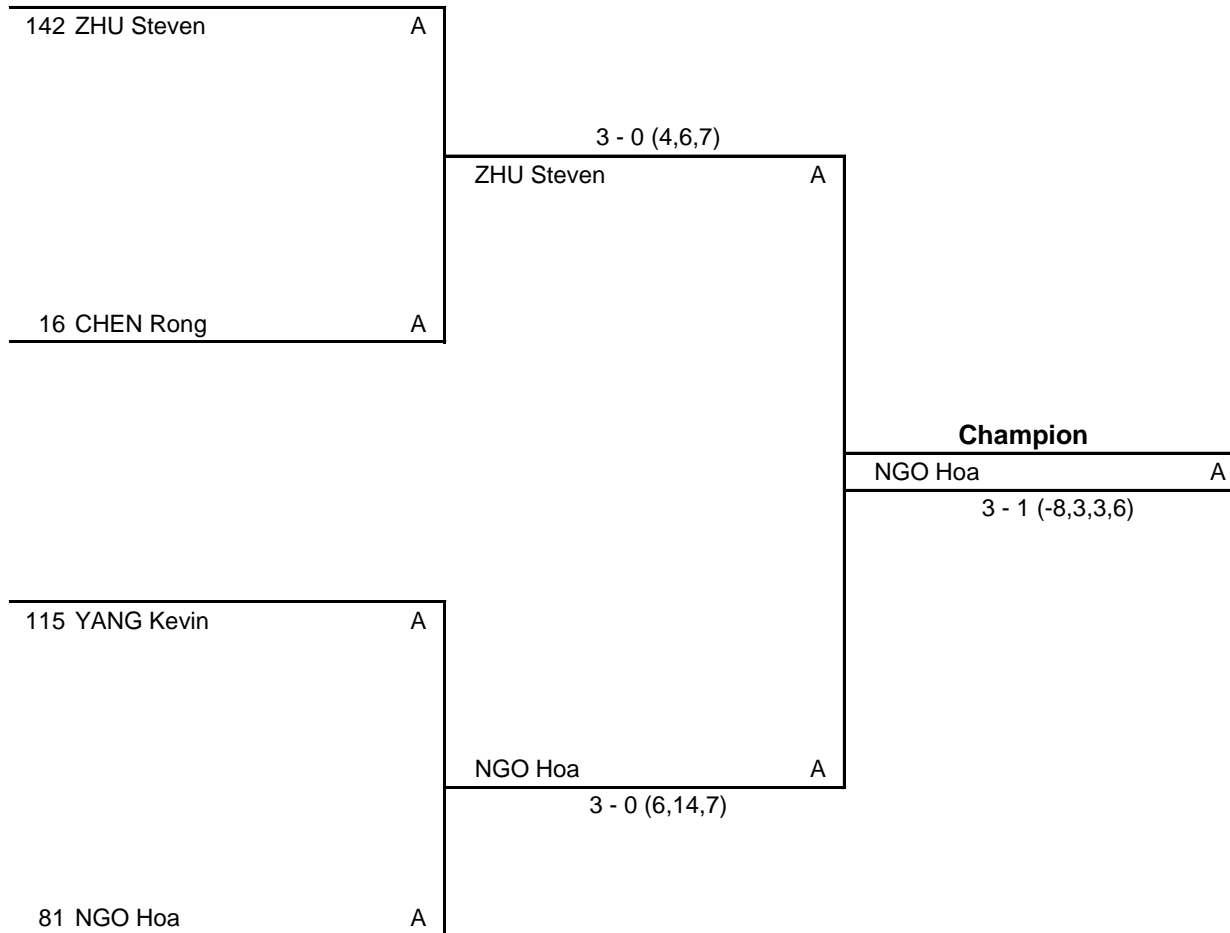 142 ZHU Steven A
3 - 0 (4,6,7)
ZHU Steven A
16 CHEN Rong A
Champion
NGO Hoa A
3 - 1 (-8,3,3,6)
115 YANG Kevin A
NGO Hoa A
3 - 0 (6,14,7)
81 NGO Hoa A